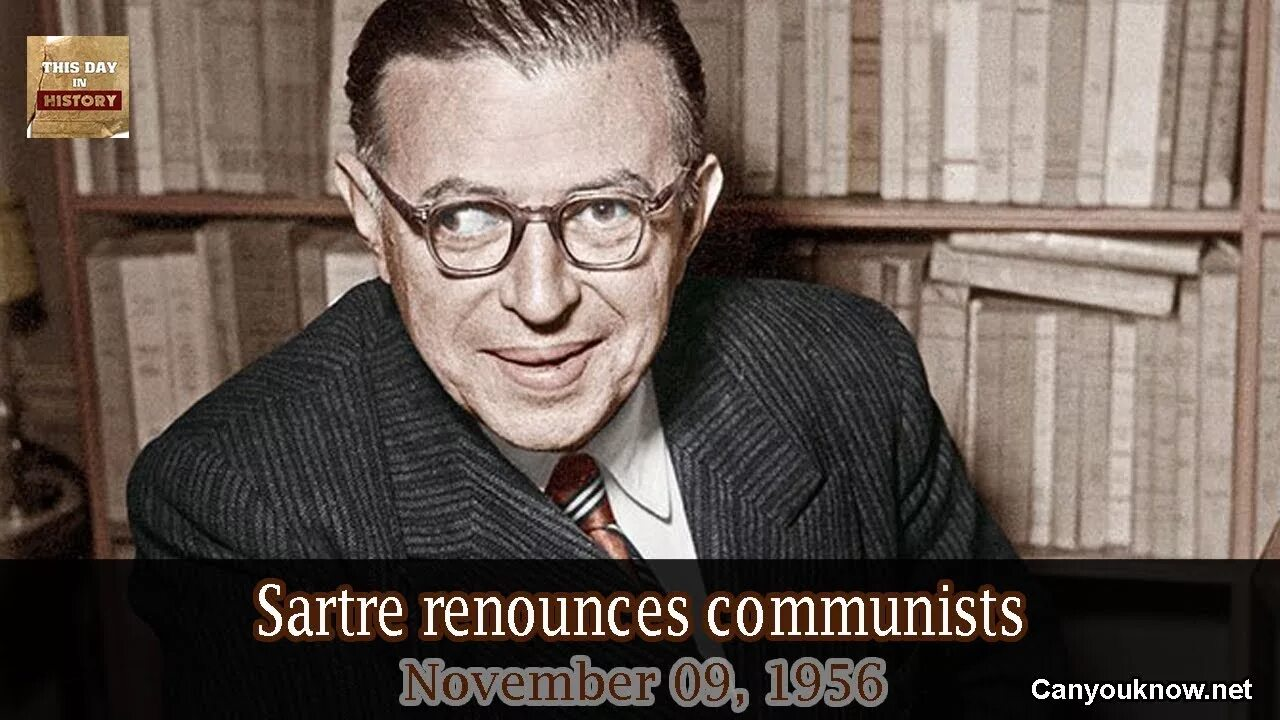 THIS DAY
IN
HISTORY
Sartre renounces communists
November 09, 1956
Canyouknow.net